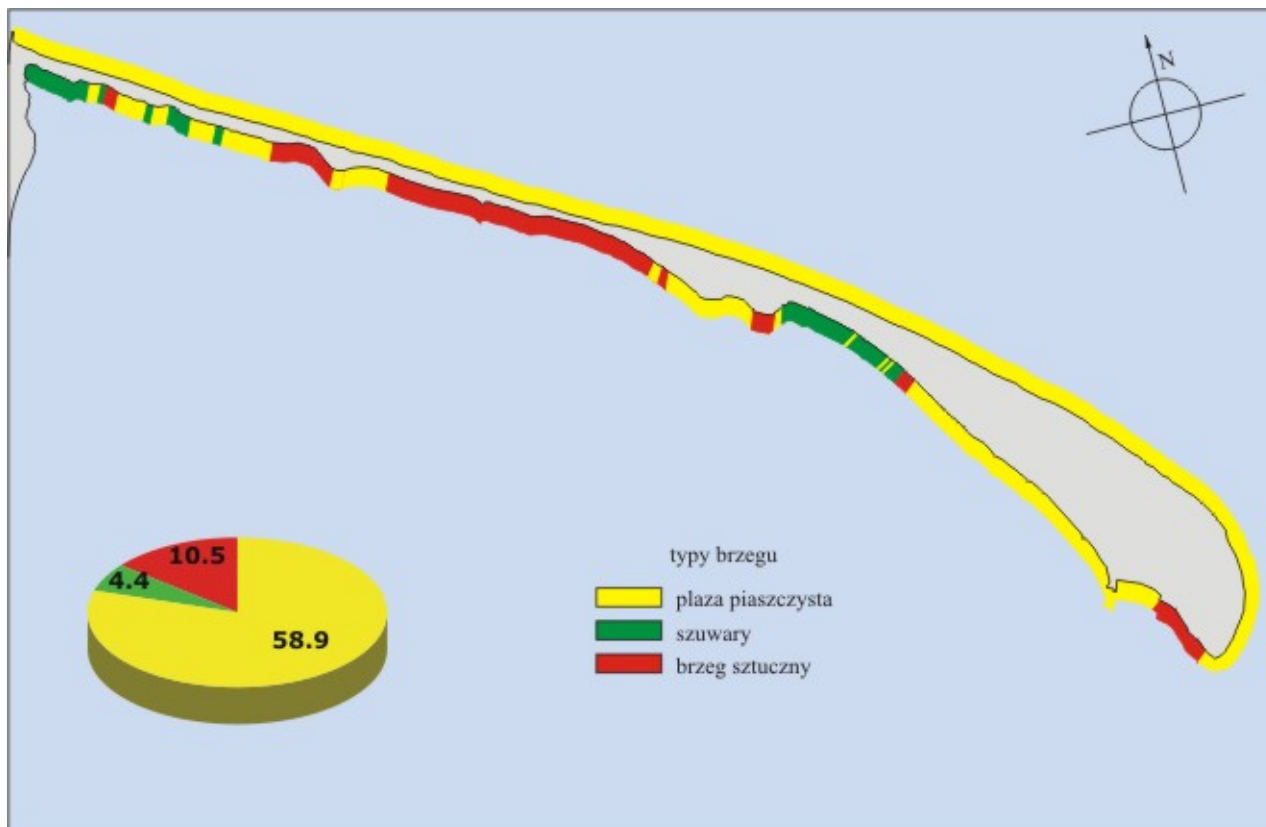 N
10.5
4.4
58.9
typy brzegu
plaza piaszczysta
szuwary
brzeg sztuczny